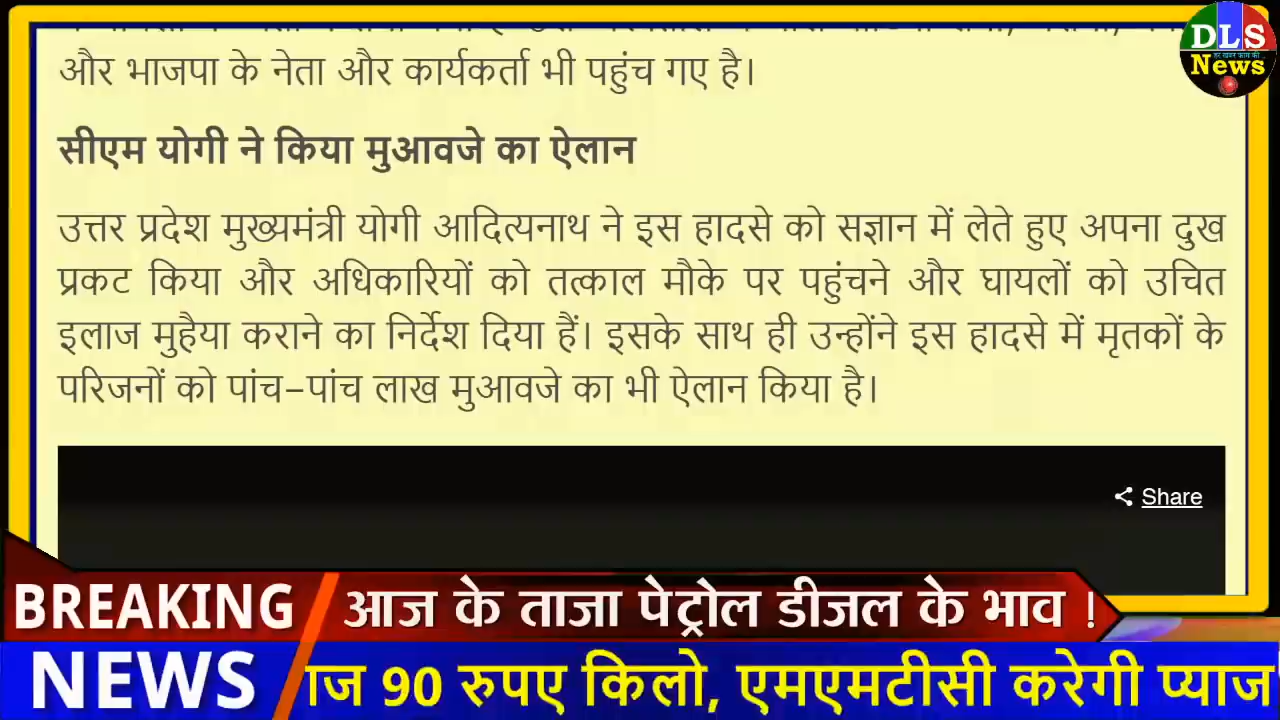 और भाजपा के नेता और कार्यकर्ता भी पहुंच गए है।
सीएम योगी ने किया मुआवजे का ऐलान
उत्तर प्रदेश मुख्यमंत्री योगी आदित्यनाथ ने इस हादसे को सज्ञान में लेते हुए अपना दुख
प्रकट किया और अधिकारियों को तत्काल मौके पर पहुंचने और घायलों को उचित
इलाज मुहैया कराने का निर्देश दिया हैं। इसके साथ ही उन्होंने इस हादसे में मृतकों के
परिजनों को पांच-पांच लाख मुआवजे का भी ऐलान किया है।
Share
DLS
News
BREAKING
NEWS
आज के ताजा पेट्रोल डीजल के भाव !
90 रुपए किलो, एमएमटीसी करेगी प्याज